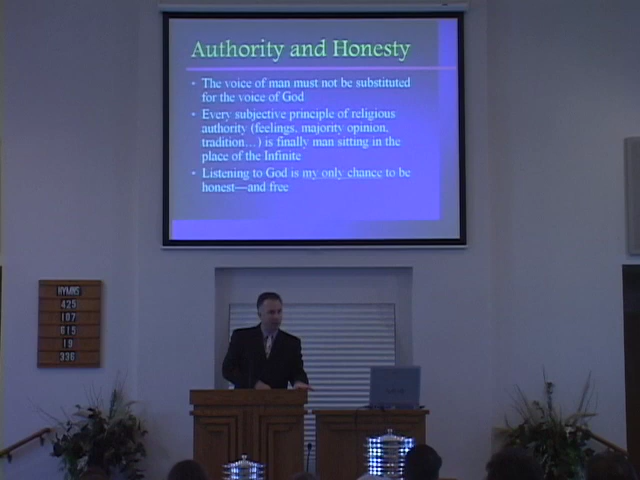 Authority and Honesty
• The voice of man must not be substituted
for the voice of God
• Every subjective principle of religious
authority (feelings, majority opinion,
tradition...) is finally man sitting in the
place of the Infinite
• Listening to God is my only chance to be
honest—and free
HYMNS
425
187
615
19
336